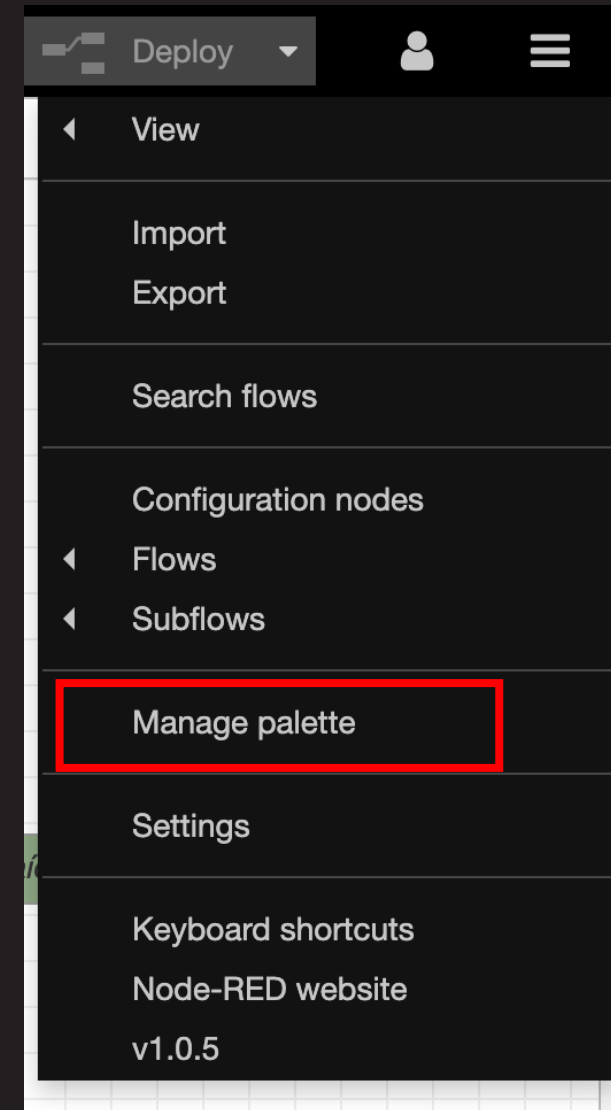 Deploy
View
Import
Export
Search flows
Configuration nodes
Flows
Subflows
Manage palette
Settings
Keyboard shortcuts
Node-RED website
v1.0.5